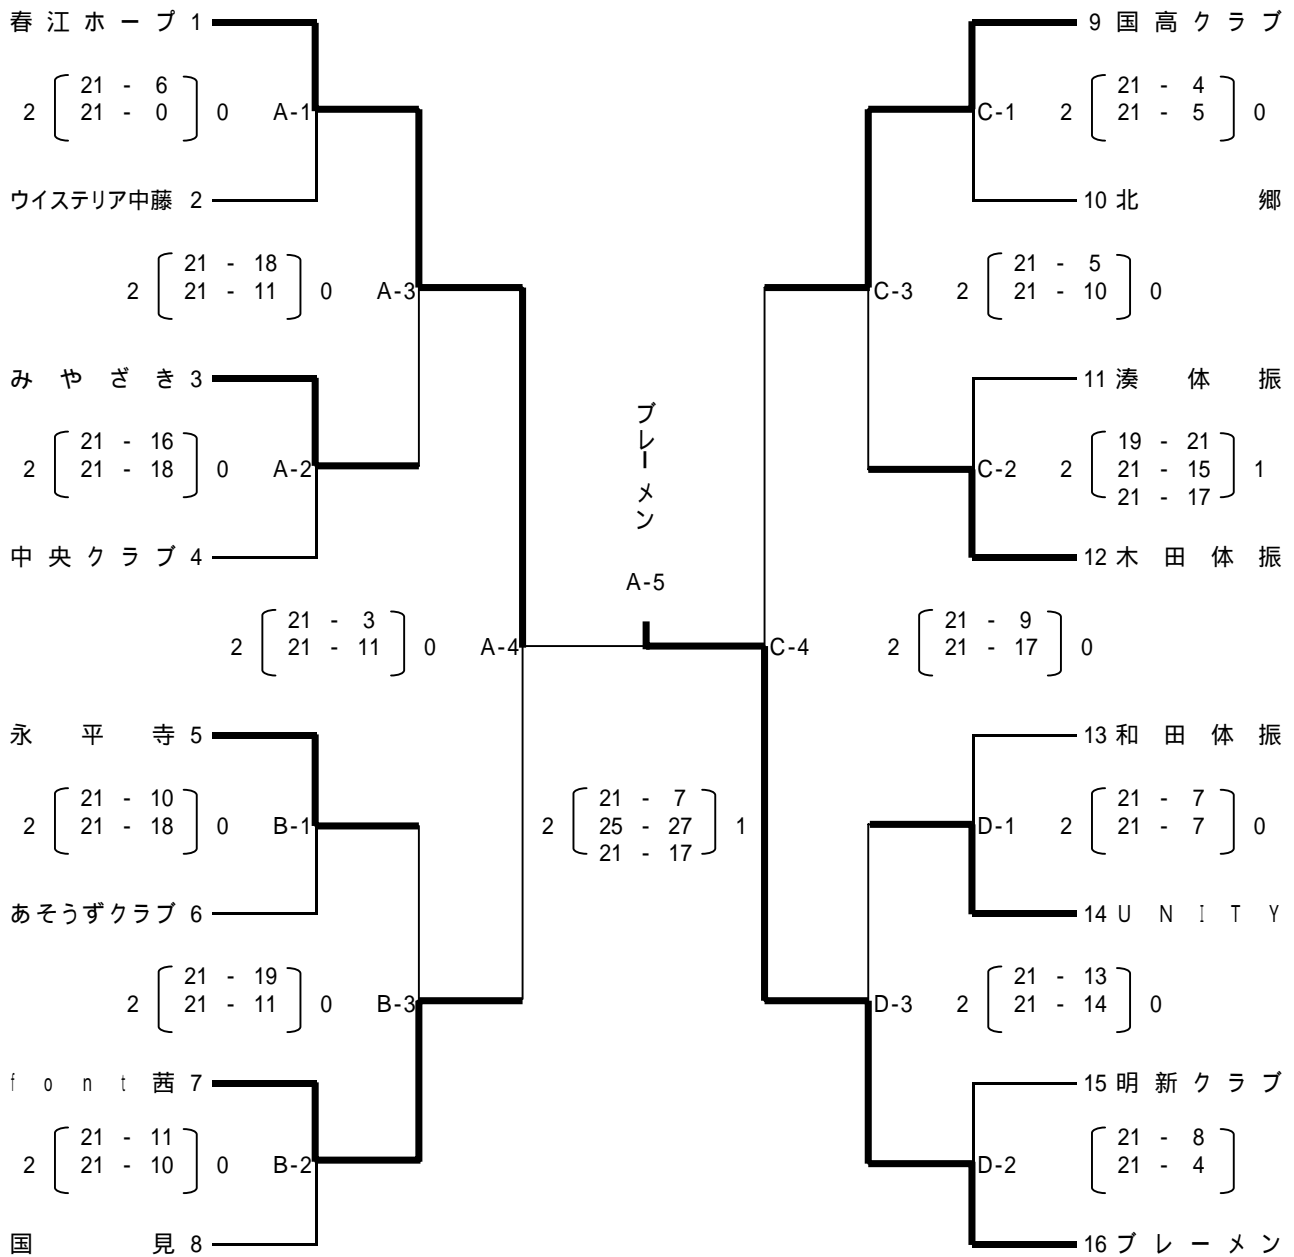 春江ホープ 1
9 国高クラブ
2 21 - 6 0 A-1
21 - 0
C-1 2 21 - 4 0
21 - 5
ウイステリア中藤 2
10 北郷
2 21 - 18 0 A-3
21 - 11
C-3 2 21 - 5 0
21 - 10
みやざき 3
11 湊体振
2 21 - 16 0 A-2
21 - 18
ブレーメン
C-2 2 19 - 21 1
21 - 15
21 - 17
中央クラブ 4
12 木田体振
A-5
2 21 - 3 0 A-4
21 - 11
C-4 2 21 - 9 0
21 - 17
永平寺 5
13 和田体振
2 21 - 10 0 B-1
21 - 18
2 21 - 7 1
25 - 27
21 - 17
D-1 2 21 - 7 0
21 - 7
あそうずクラブ 6
14 UNITY
2 21 - 19 0 B-3
21 - 11
D-3 2 21 - 13 0
21 - 14
font茜 7
15 明新クラブ
2 21 - 11 0 B-2
21 - 10
D-2 21 - 8
21 - 4
国見 8
16 ブレーメン